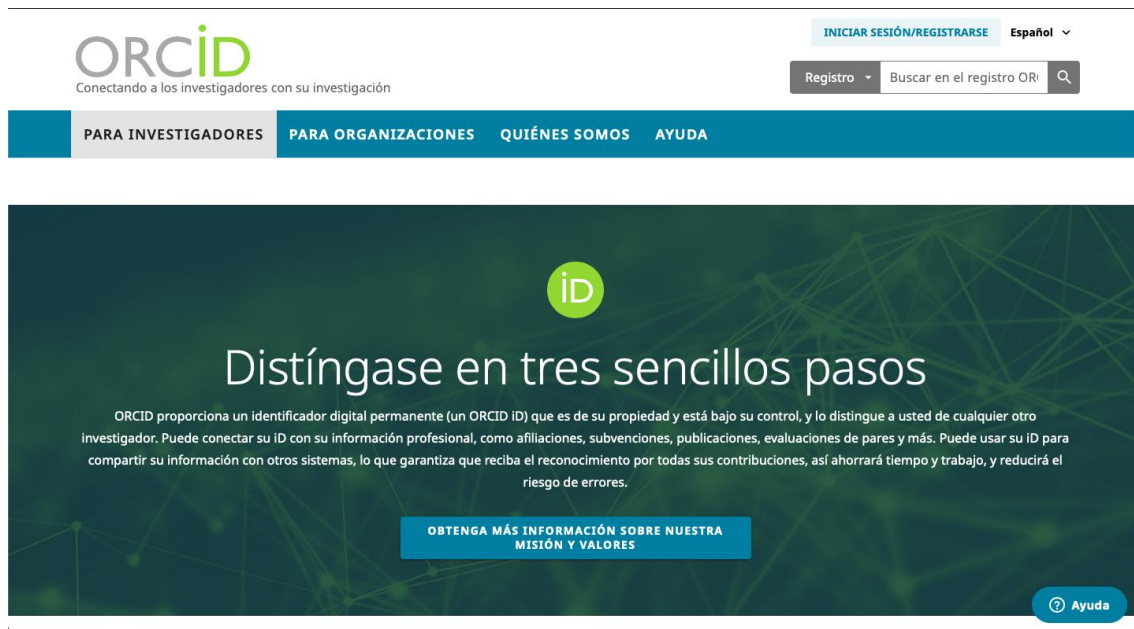 INICIAR SESIÓN/REGISTRARSE Español
ORCID
Conectando a los investigadores con su investigación
Registro Buscar en el registro OR
PARA INVESTIGADORES PARA ORGANIZACIONES QUIÉNES SOMOS AYUDA
iD
Distíngase en tres sencillos pasos
ORCID proporciona un identificador digital permanente (un ORCID iD) que es de su propiedad y está bajo su control, y lo distingue a usted de cualquier otro
investigador. Puede conectar su iD con su información profesional, como afiliaciones, subvenciones, publicaciones, evaluaciones de pares y más. Puede usar su iD para
compartir su información con otros sistemas, lo que garantiza que reciba el reconocimiento por todas sus contribuciones, así ahorrará tiempo y trabajo, y reducirá el
riesgo de errores.
OBTENGA MÁS INFORMACIÓN SOBRE NUESTRA
MISIÓN Y VALORES
Ayuda